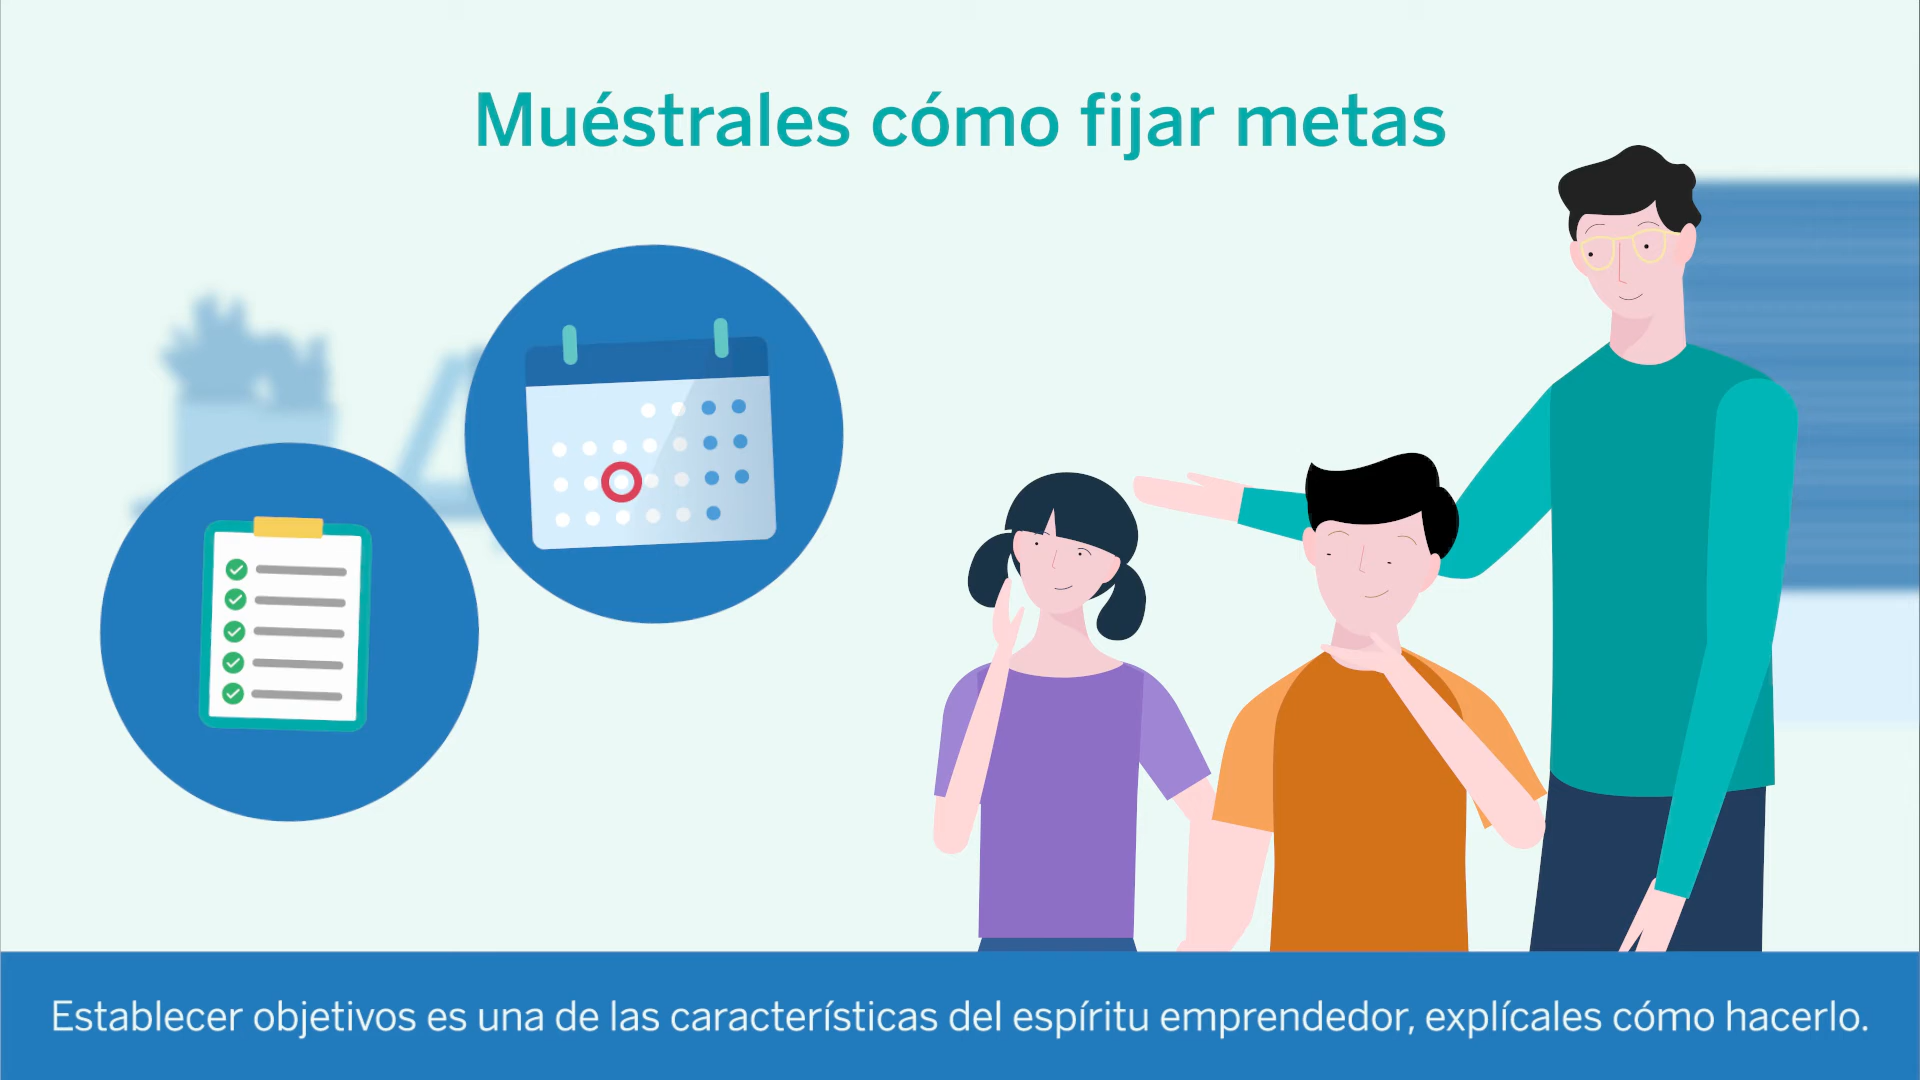 Muéstrales cómo fijar metas
Establecer objetivos es una de las características del espíritu emprendedor, explícales cómo hacerlo.